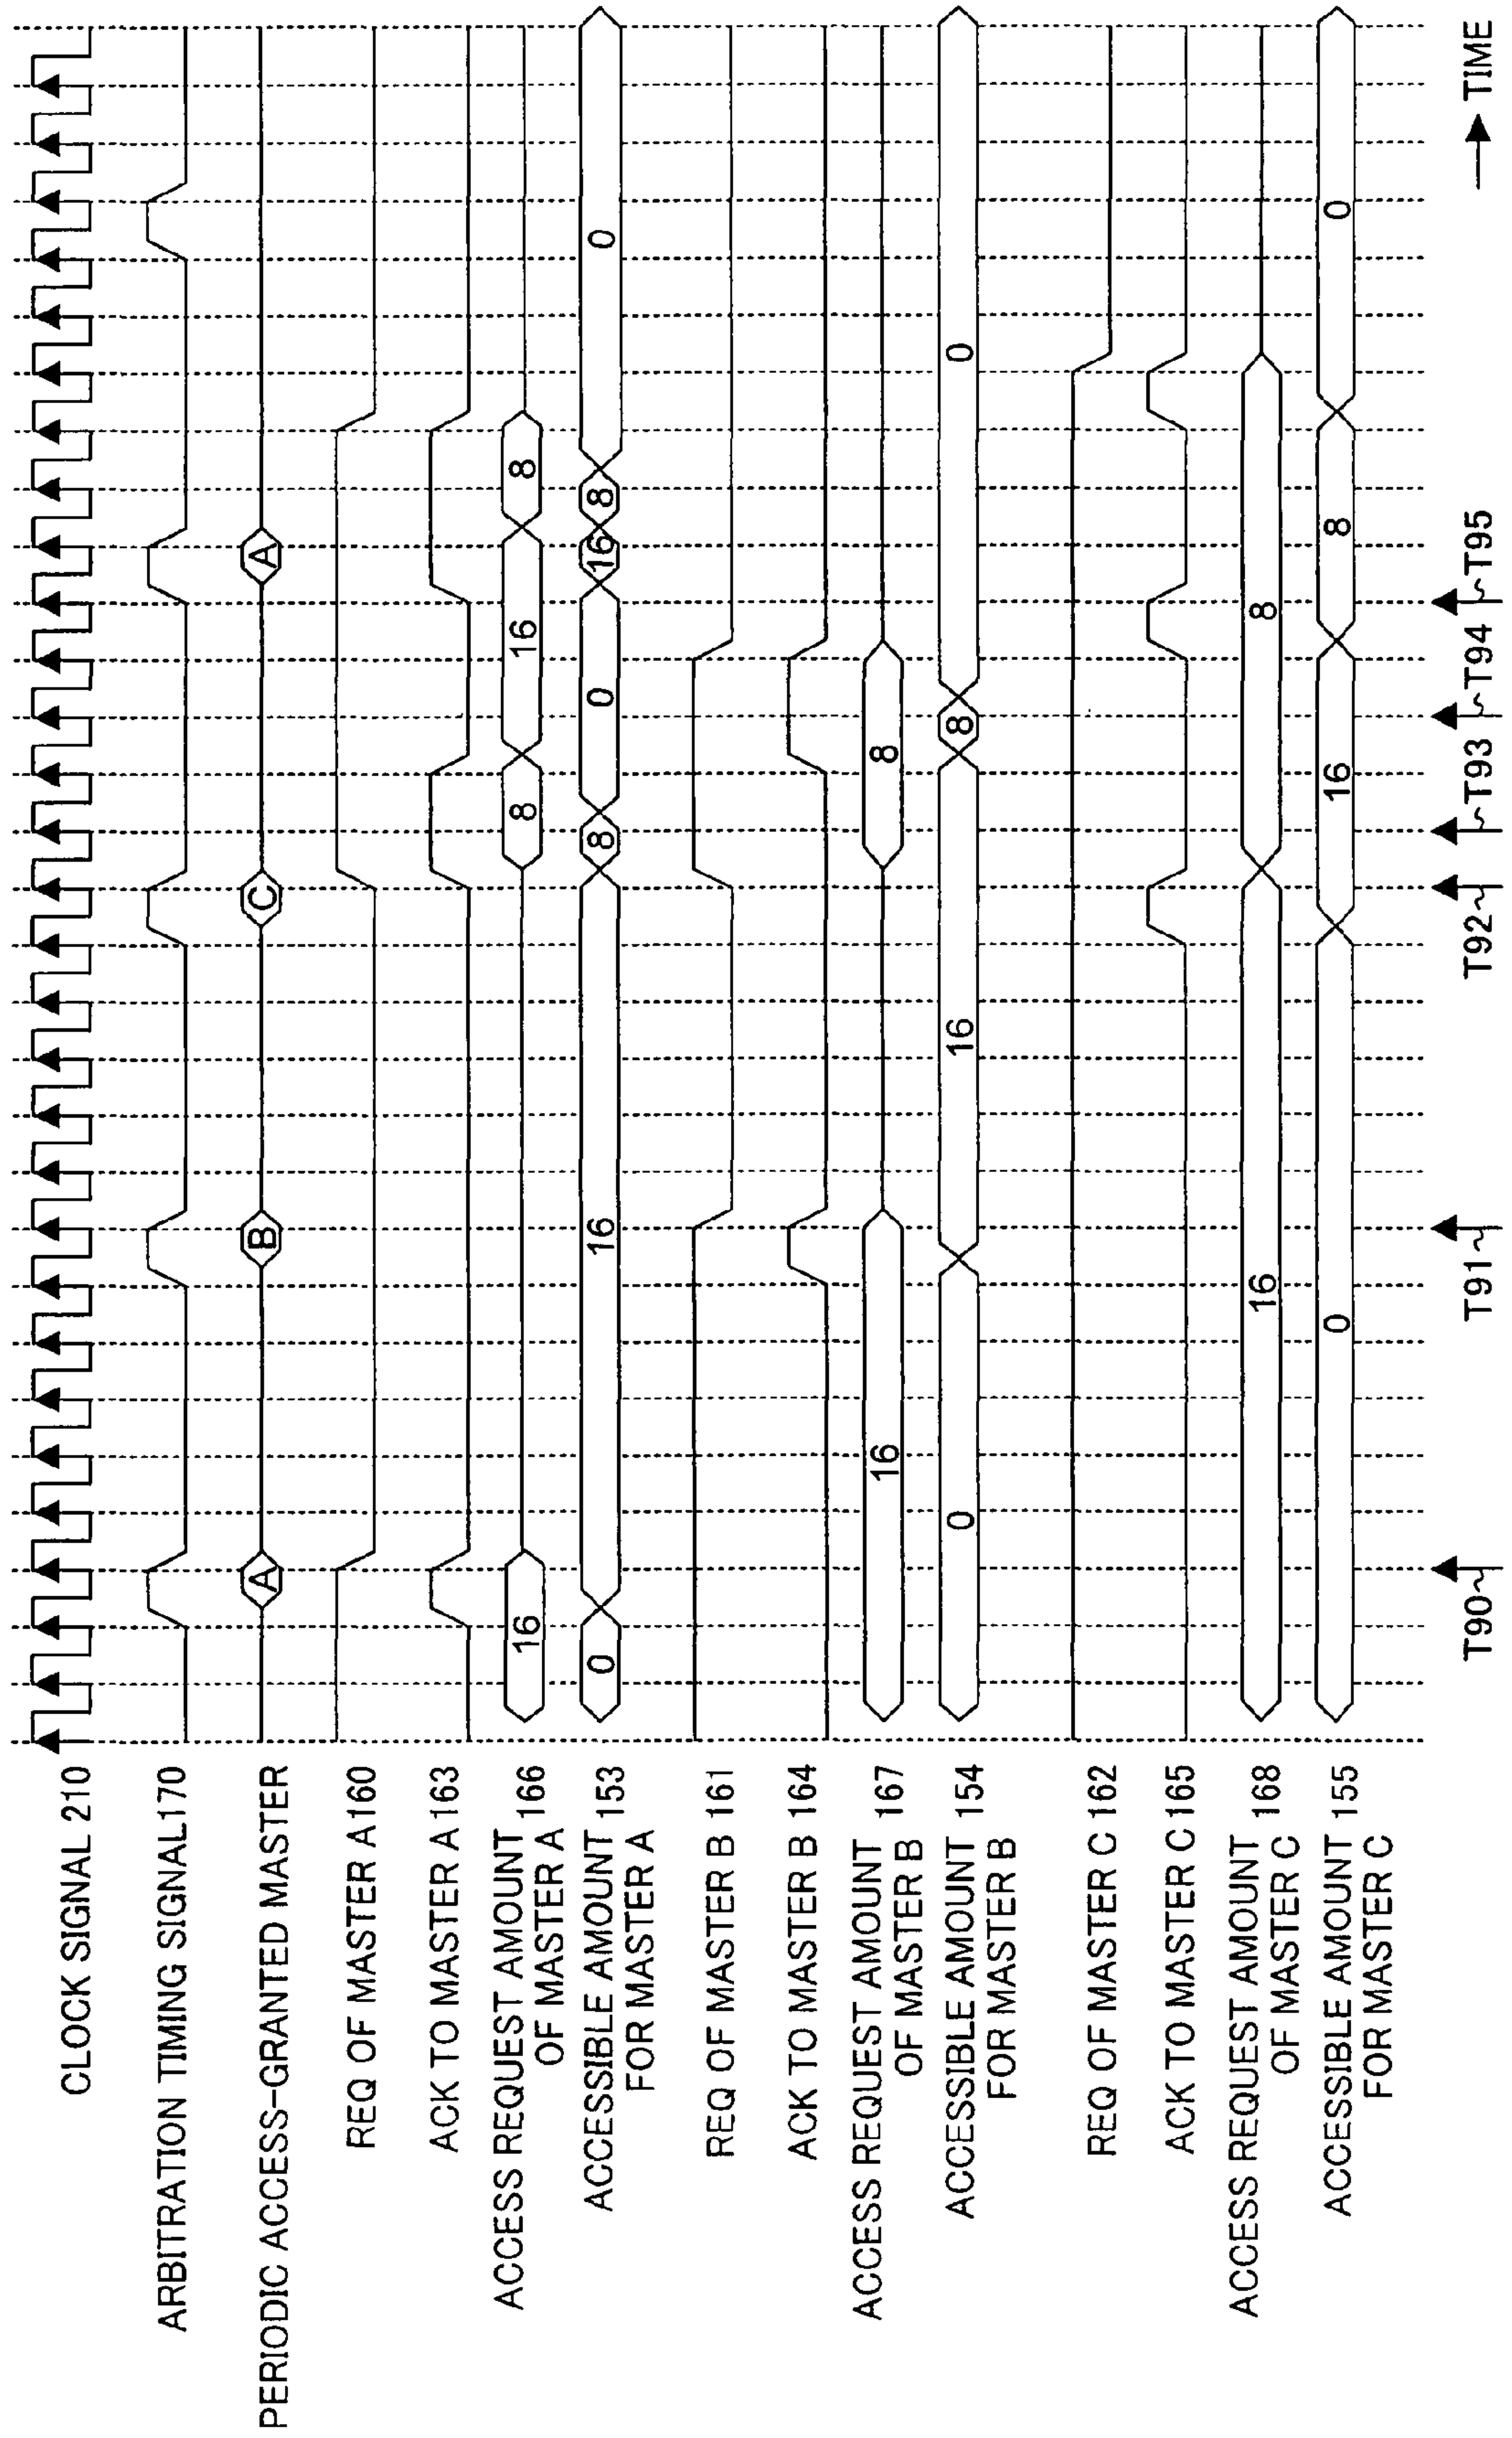 CLOCK SIGNAL 210
ARBITRATION TIMING SIGNAL170
PERIODIC ACCESS-GRANTED MASTER
A
B
C
A
REQ OF MASTER A160
ACK TO MASTER A163
ACCESS REQUEST AMOUNT 166
OF MASTER A
16
8
16
8
ACCESSIBLE AMOUNT 153
FOR MASTER A
0
16
8
0
16
8
0
REQ OF MASTER B 161
ACK TO MASTER B 164
ACCESS REQUEST AMOUNT 167
OF MASTER B
16
8
ACCESSIBLE AMOUNT 154
FOR MASTER B
0
16
8
0
REQ OF MASTER C 162
ACK TO MASTER C 165
ACCESS REQUEST AMOUNT 168
OF MASTER C
16
8
ACCESSIBLE AMOUNT 155
FOR MASTER C
0
16
8
0
T90
T91
T92
T93
T94
T95
TIME